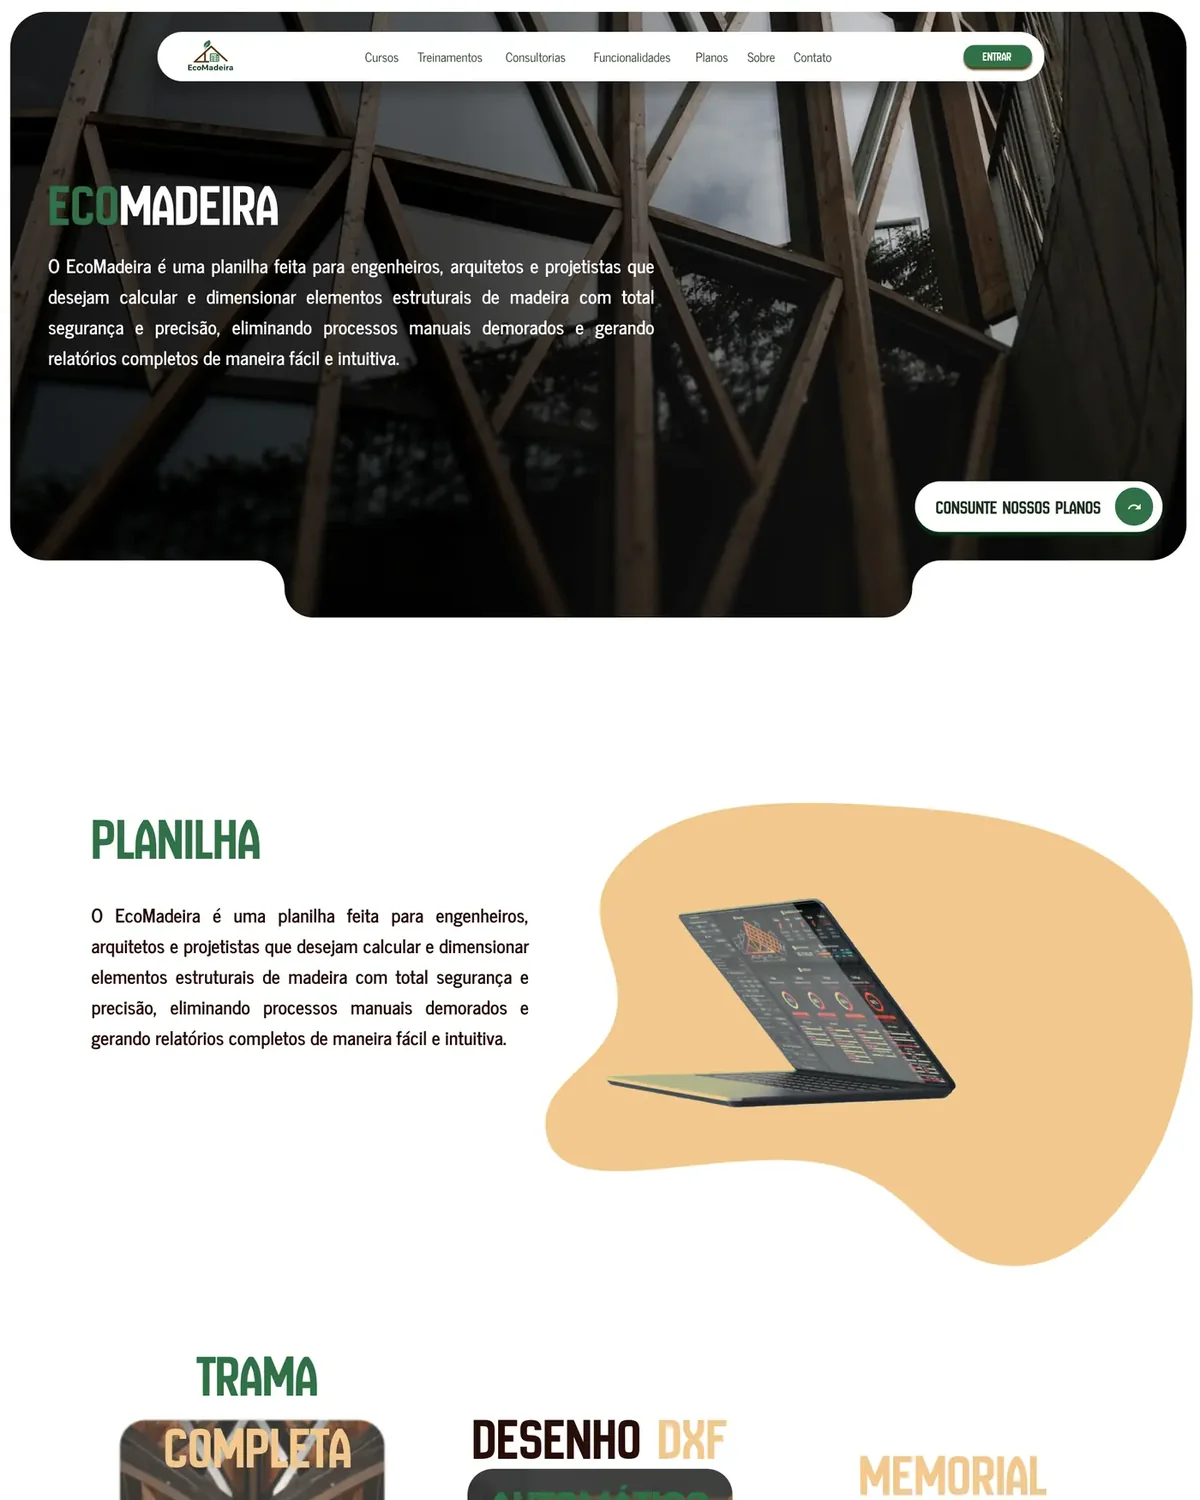 EcoMadeira
Cursos Treinamentos Consultorias Funcionalidades Planos Sobre Contato
ENTRAR
ECOMADEIRA
O EcoMadeira é uma planilha feita para engenheiros, arquitetos e projetistas que
desejam calcular e dimensionar elementos estruturais de madeira com total
segurança e precisão, eliminando processos manuais demorados e gerando
relatórios completos de maneira fácil e intuitiva.
CONSUNTE NOSSOS PLANOS
PLANILHA
O EcoMadeira é uma planilha feita para engenheiros,
arquitetos e projetistas que desejam calcular e dimensionar
elementos estruturais de madeira com total segurança e
precisão, eliminando processos manuais demorados e
gerando relatórios completos de maneira fácil e intuitiva.
TRAMA
COMPLETA
DESENHO DXF
AUTOMÁTICO
MEMORIAL